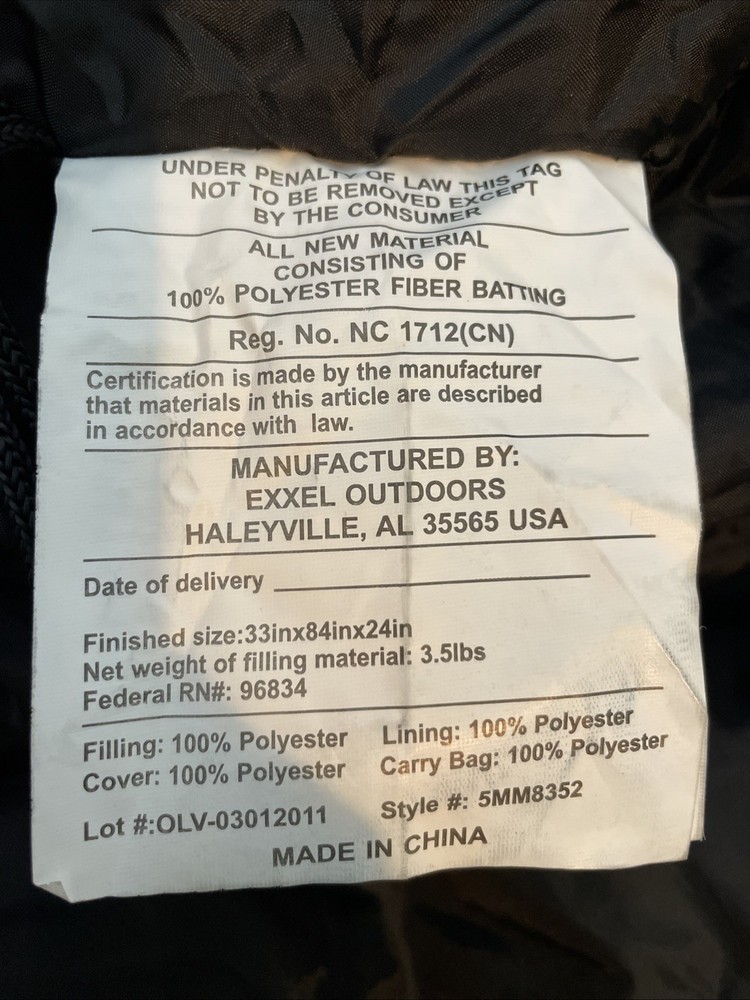 UNDER PENALTY OF LAW THIS TAG
NOT TO BE REMOVED EXCEPT
BY THE CONSUMER
ALL NEW MATERIAL
CONSISTING OF
100% POLYESTER FIBER BATTING
Reg. No. NC 1712(CN)
Certification is made by the manufacturer
that materials in this article are described
in accordance with law.
MANUFACTURED BY:
EXXEL OUTDOORS
HALEYVILLE, AL 35565 USA
Date of delivery
Finished size:33inx84inx24in
Net weight of filling material: 3.5lbs
Federal RN#: 96834
Filling: 100% Polyester Lining: 100% Polyester
Cover: 100% Polyester Carry Bag: 100% Polyester
Lot #:OLV-03012011 Style #: 5MM8352
MADE IN CHINA